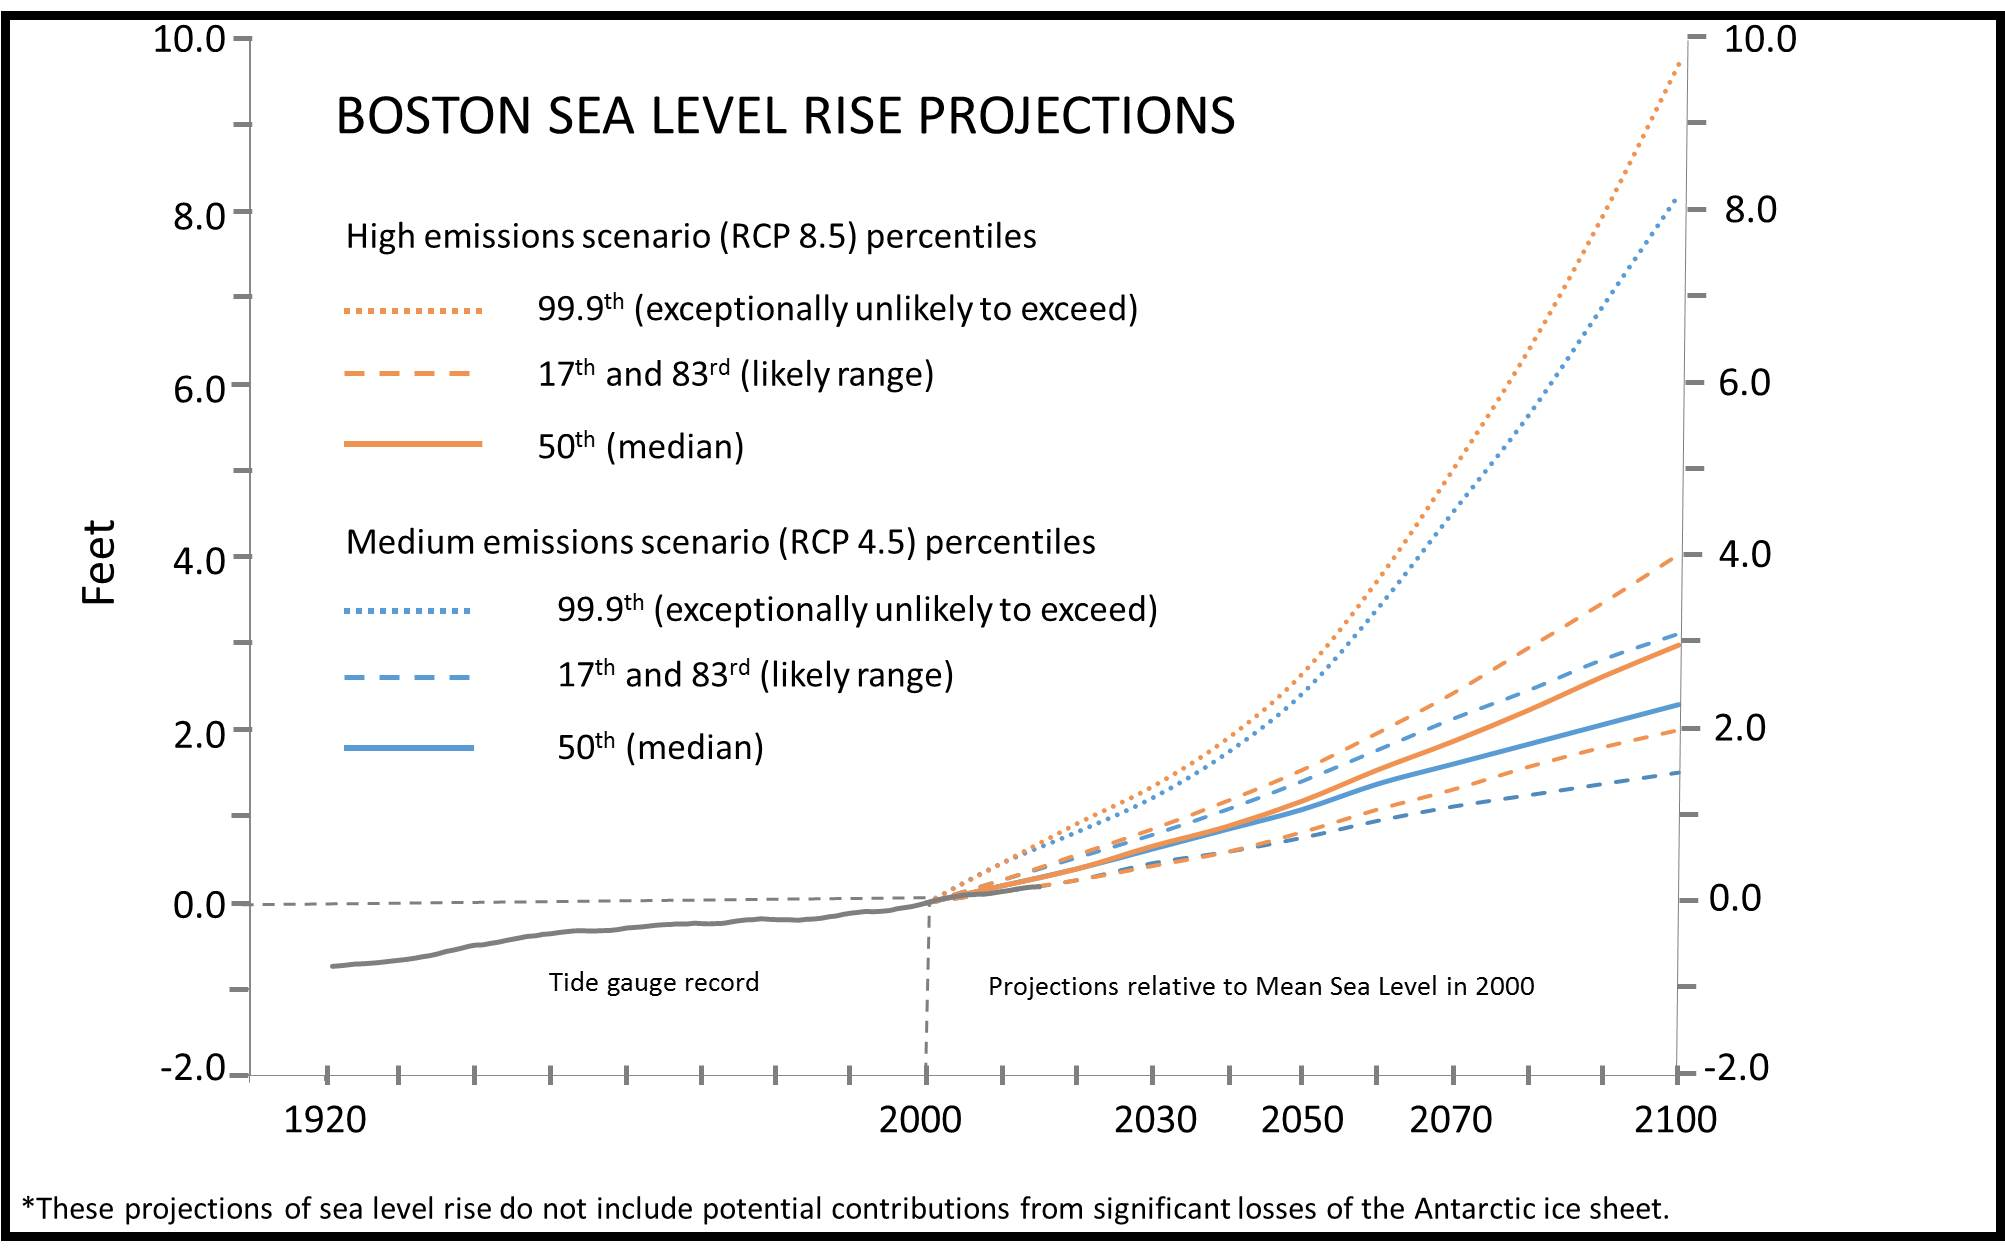 BOSTON SEA LEVEL RISE PROJECTIONS
High emissions scenario (RCP 8.5) percentiles
99.9th (exceptionally unlikely to exceed)
17th and 83rd (likely range)
50th (median)
Medium emissions scenario (RCP 4.5) percentiles
99.9th (exceptionally unlikely to exceed)
17th and 83rd (likely range)
50th (median)
Feet
10.0
8.0
6.0
4.0
2.0
0.0
-2.0
10.0
8.0
6.0
4.0
2.0
0.0
-2.0
Tide gauge record
Projections relative to Mean Sea Level in 2000
1920 2000 2030 2050 2070 2100
*These projections of sea level rise do not include potential contributions from significant losses of the Antarctic ice sheet.